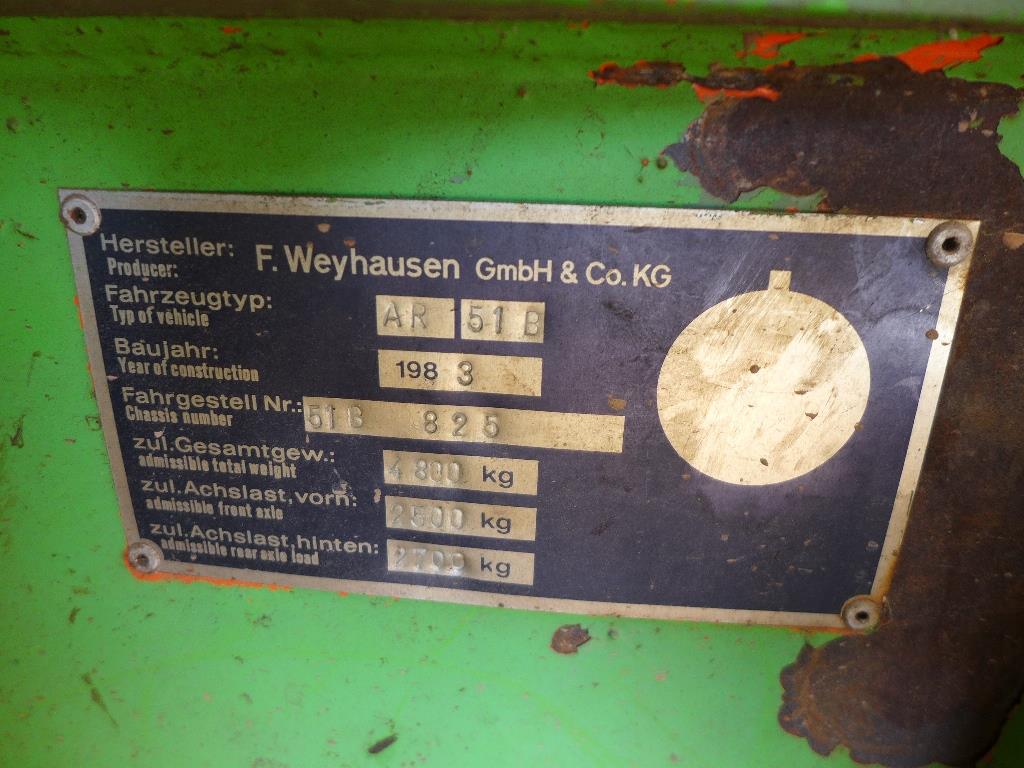 Hersteller: F. Weyhausen GmbH & Co. KG
Producer:
Fahrzeugtyp: AR 51 B
Typ of vehicle
Baujahr: 198 3
Year of construction
Fahrgestell Nr.: 51 B 825
Chassis number
zul. Gesamtgew.: 4 800 kg
admissible total weight
zul. Achslast, vorn: 2500 kg
admissible front axle
zul. Achslast, hinten: 2700 kg
admissible rear axle load